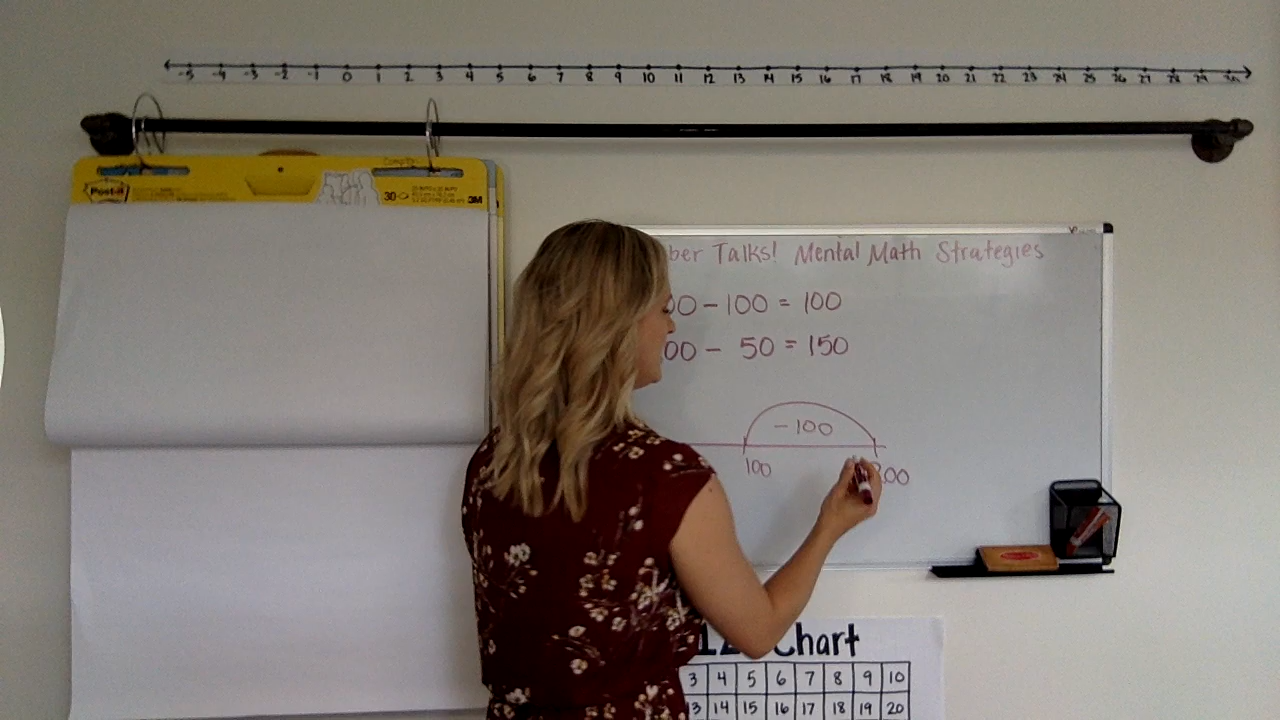 -5 -4 -3 -2 -1 0 1 2 3 4 5 6 7 8 9 10 11 12 13 14 15 16 17 18 19 20 21 22 23 24 25 26 27 28 29 30
Post-it
30
3M
ber Talks! Mental Math Strategies
00 - 100 = 100
00 - 50 = 150
- 100
100 200
Chart
3 4 5 6 7 8 9 10
13 14 15 16 17 18 19 20